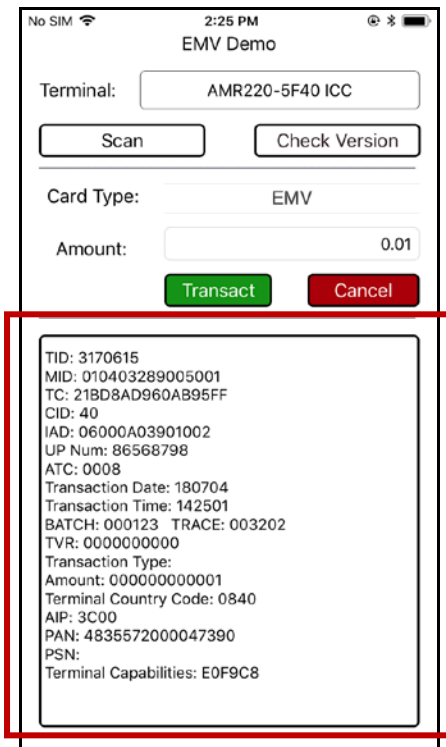 No SIM 2:25 PM
EMV Demo
Terminal: AMR220-5F40 ICC
Scan Check Version
Card Type: EMV
Amount: 0.01
Transact Cancel
TID: 3170615
MID: 010403289005001
TC: 21BD8AD960AB95FF
CID: 40
IAD: 06000A03901002
UP Num: 86568798
ATC: 0008
Transaction Date: 180704
Transaction Time: 142501
BATCH: 000123 TRACE: 003202
TVR: 0000000000
Transaction Type:
Amount: 000000000001
Terminal Country Code: 0840
AIP: 3C00
PAN: 4835572000047390
PSN:
Terminal Capabilities: E0F9C8